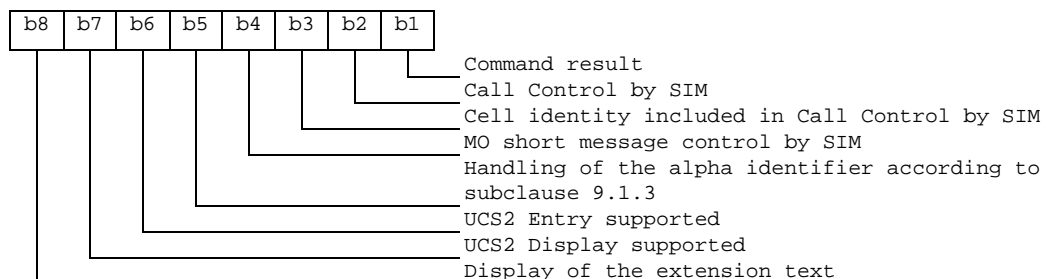 b8 b7 b6 b5 b4 b3 b2 b1
Command result
Call Control by SIM
Cell identity included in Call Control by SIM
MO short message control by SIM
Handling of the alpha identifier according to
subclause 9.1.3
UCS2 Entry supported
UCS2 Display supported
Display of the extension text